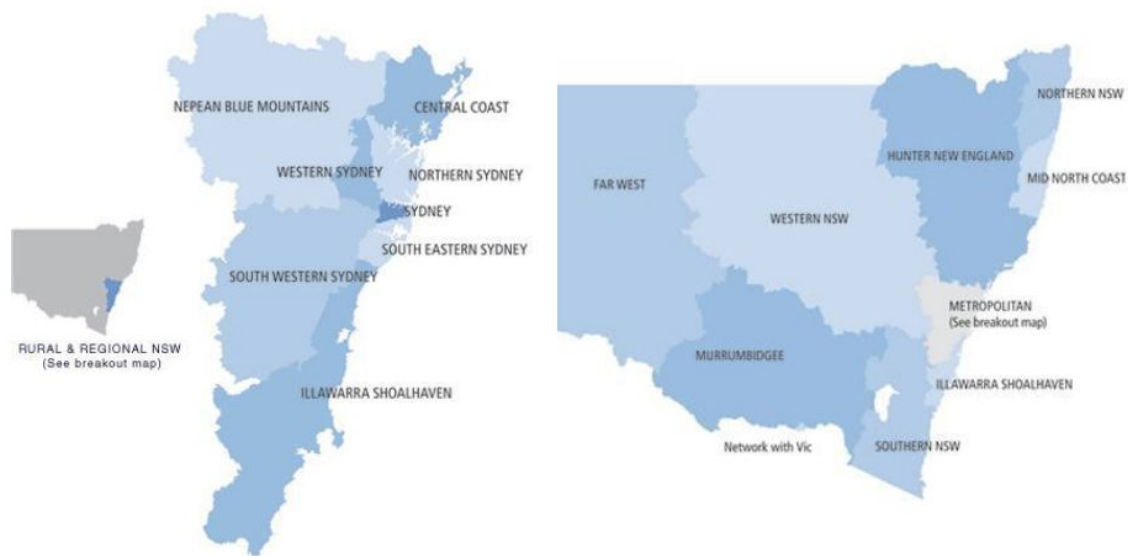 NEPEAN BLUE MOUNTAINS
CENTRAL COAST
WESTERN SYDNEY
NORTHERN SYDNEY
SYDNEY
SOUTH EASTERN SYDNEY
SOUTH WESTERN SYDNEY
RURAL & REGIONAL NSW
(See breakout map)
ILLAWARRA SHOALHAVEN
NORTHERN NSW
HUNTER NEW ENGLAND
MID NORTH COAST
FAR WEST
WESTERN NSW
METROPOLITAN
(See breakout map)
MURRUMBIDGEE
ILLAWARRA SHOALHAVEN
Network with Vic
SOUTHERN NSW